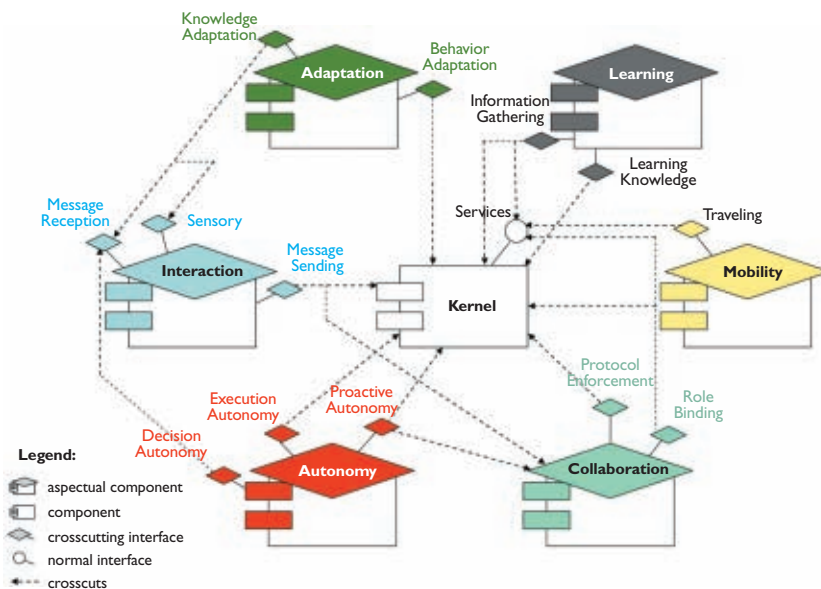 Knowledge
Adaptation
Adaptation
Behavior
Adaptation
Learning
Information
Gathering
Learning
Knowledge
Message
Reception
Sensory
Services
Traveling
Interaction
Message
Sending
Kernel
Mobility
Execution
Autonomy
Proactive
Autonomy
Protocol
Enforcement
Role
Binding
Decision
Autonomy
Autonomy
Collaboration
Legend:
aspectual component
component
crosscutting interface
normal interface
crosscuts